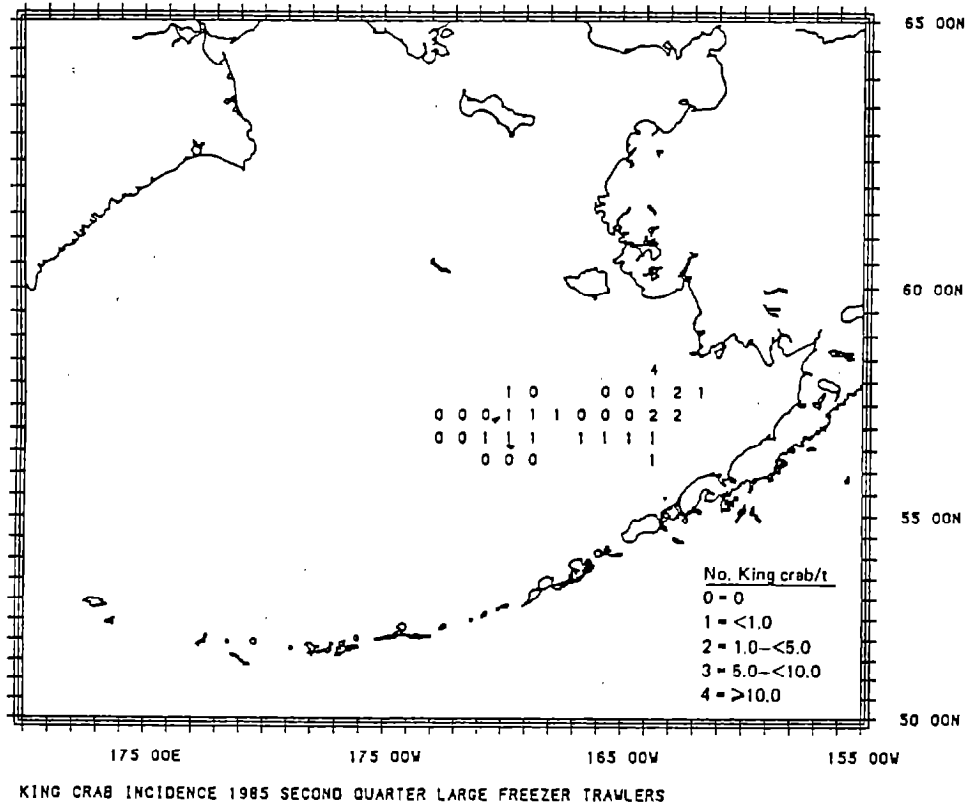 65 00N
60 00N
4
1 0 0 0 1 2 1
0 0 0 1 1 1 0 0 0 2 2
0 0 1 1 1 1 1 1 1
0 0 0 1
55 00N
No. King crab/t
0 = 0
1 = <1.0
2 = 1.0-<5.0
3 = 5.0-<10.0
4 = ≥10.0
50 00N
175 00E 175 00W 165 00W 155 00W
KING CRAB INCIDENCE 1985 SECOND QUARTER LARGE FREEZER TRAWLERS